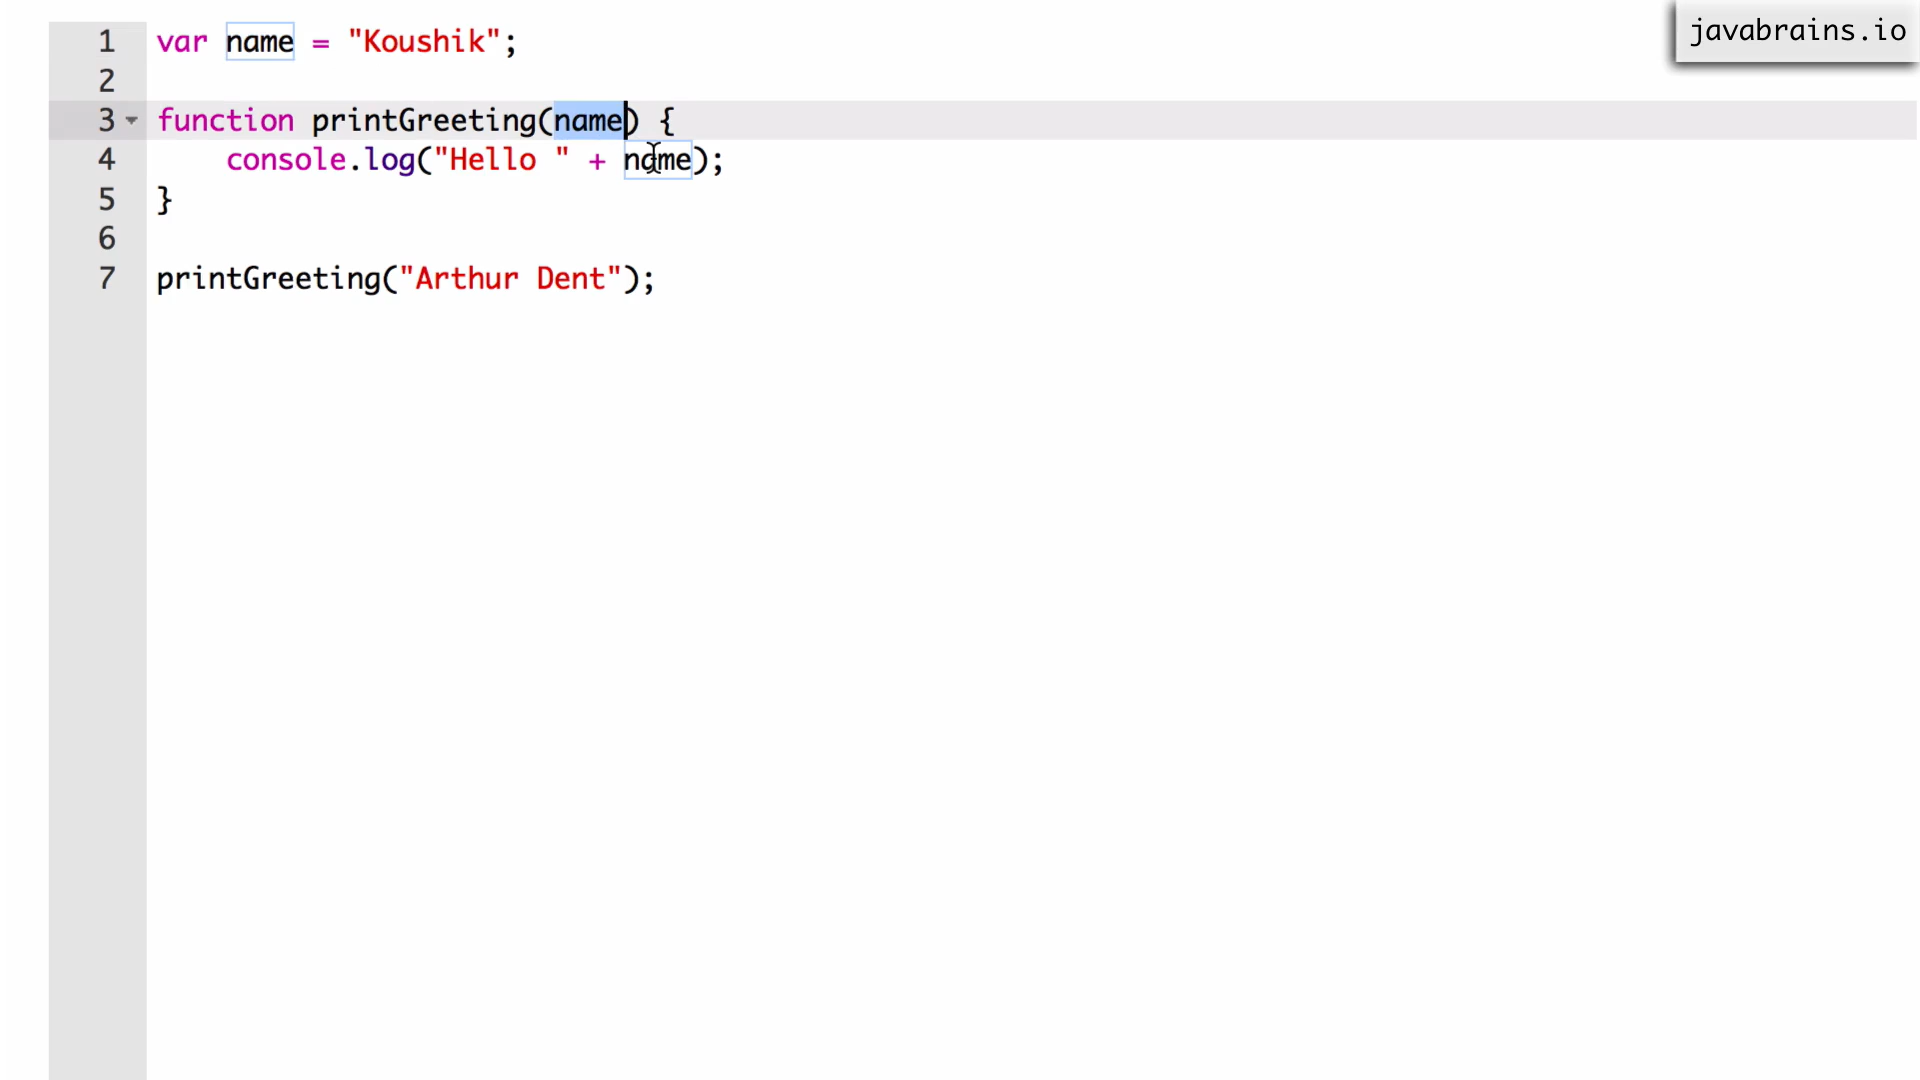 javabrains.io
1 var name = "Koushik";
2
3 function printGreeting(name) {
4     console.log("Hello " + name);
5 }
6
7 printGreeting("Arthur Dent");